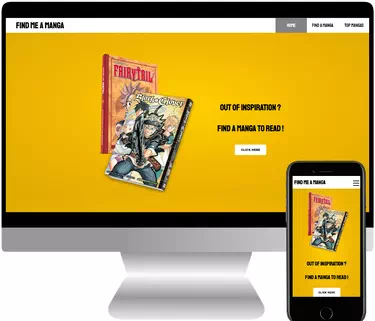 FIND ME A MANGA
HOME
FIND A MANGA
TOP MANGAS
FAIRY TAIL
Black Clover
OUT OF INSPIRATION ?
FIND A MANGA TO READ !
CLICK HERE
FIND ME A MANGA
OUT OF INSPIRATION ?
FIND A MANGA TO READ !
CLICK HERE